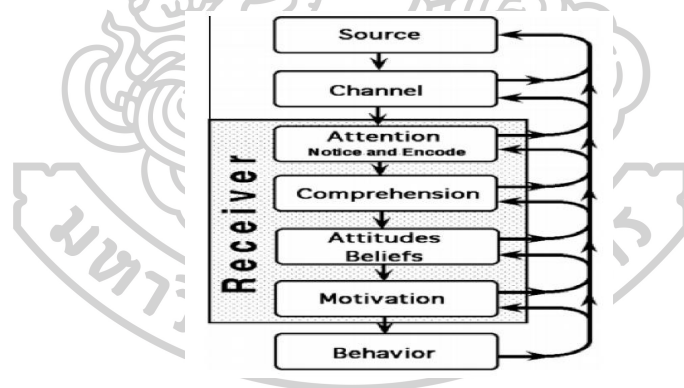 Source
Channel
Attention
Notice and Encode
Comprehension
Attitudes
Beliefs
Motivation
Behavior
Receiver